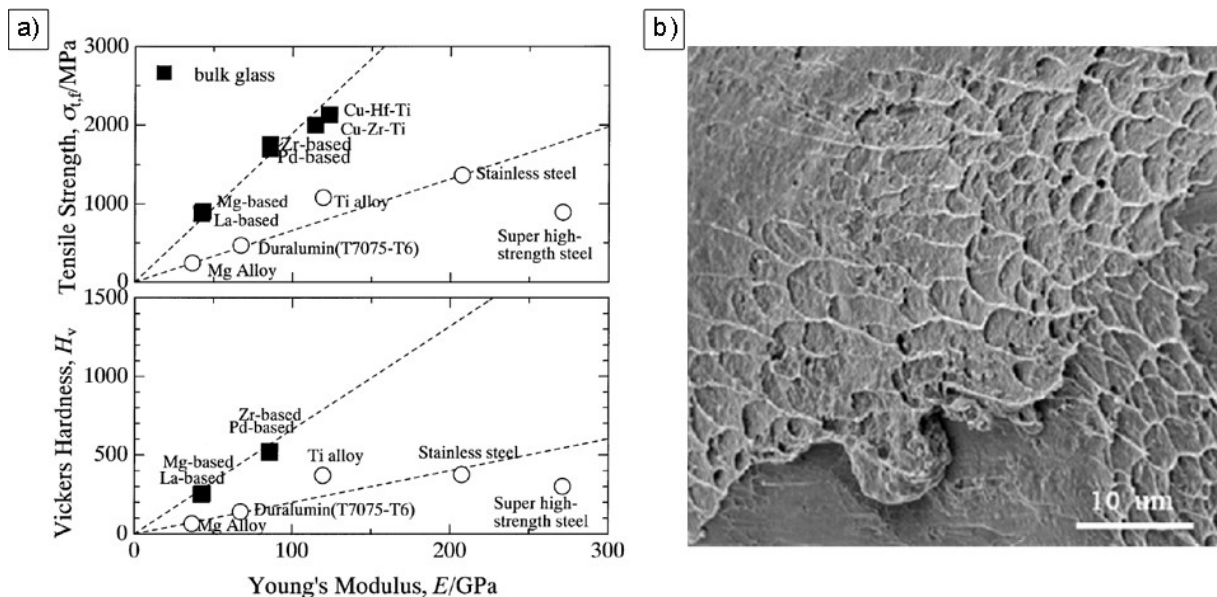 a)
3000
2000
1000
0
Tensile Strength, σt,f/MPa
bulk glass
Cu-Hf-Ti
Cu-Zr-Ti
Zr-based
Pd-based
Mg-based
La-based
Stainless steel
Ti alloy
Super high-
strength steel
Duralumin(T7075-T6)
Mg Alloy
1500
1000
500
0
Vickers Hardness, Hv
Zr-based
Pd-based
Mg-based
La-based
Ti alloy
Stainless steel
Duralumin(T7075-T6)
Super high-
strength steel
Mg Alloy
0 100 200 300
Young's Modulus, E/GPa
b)
10 um